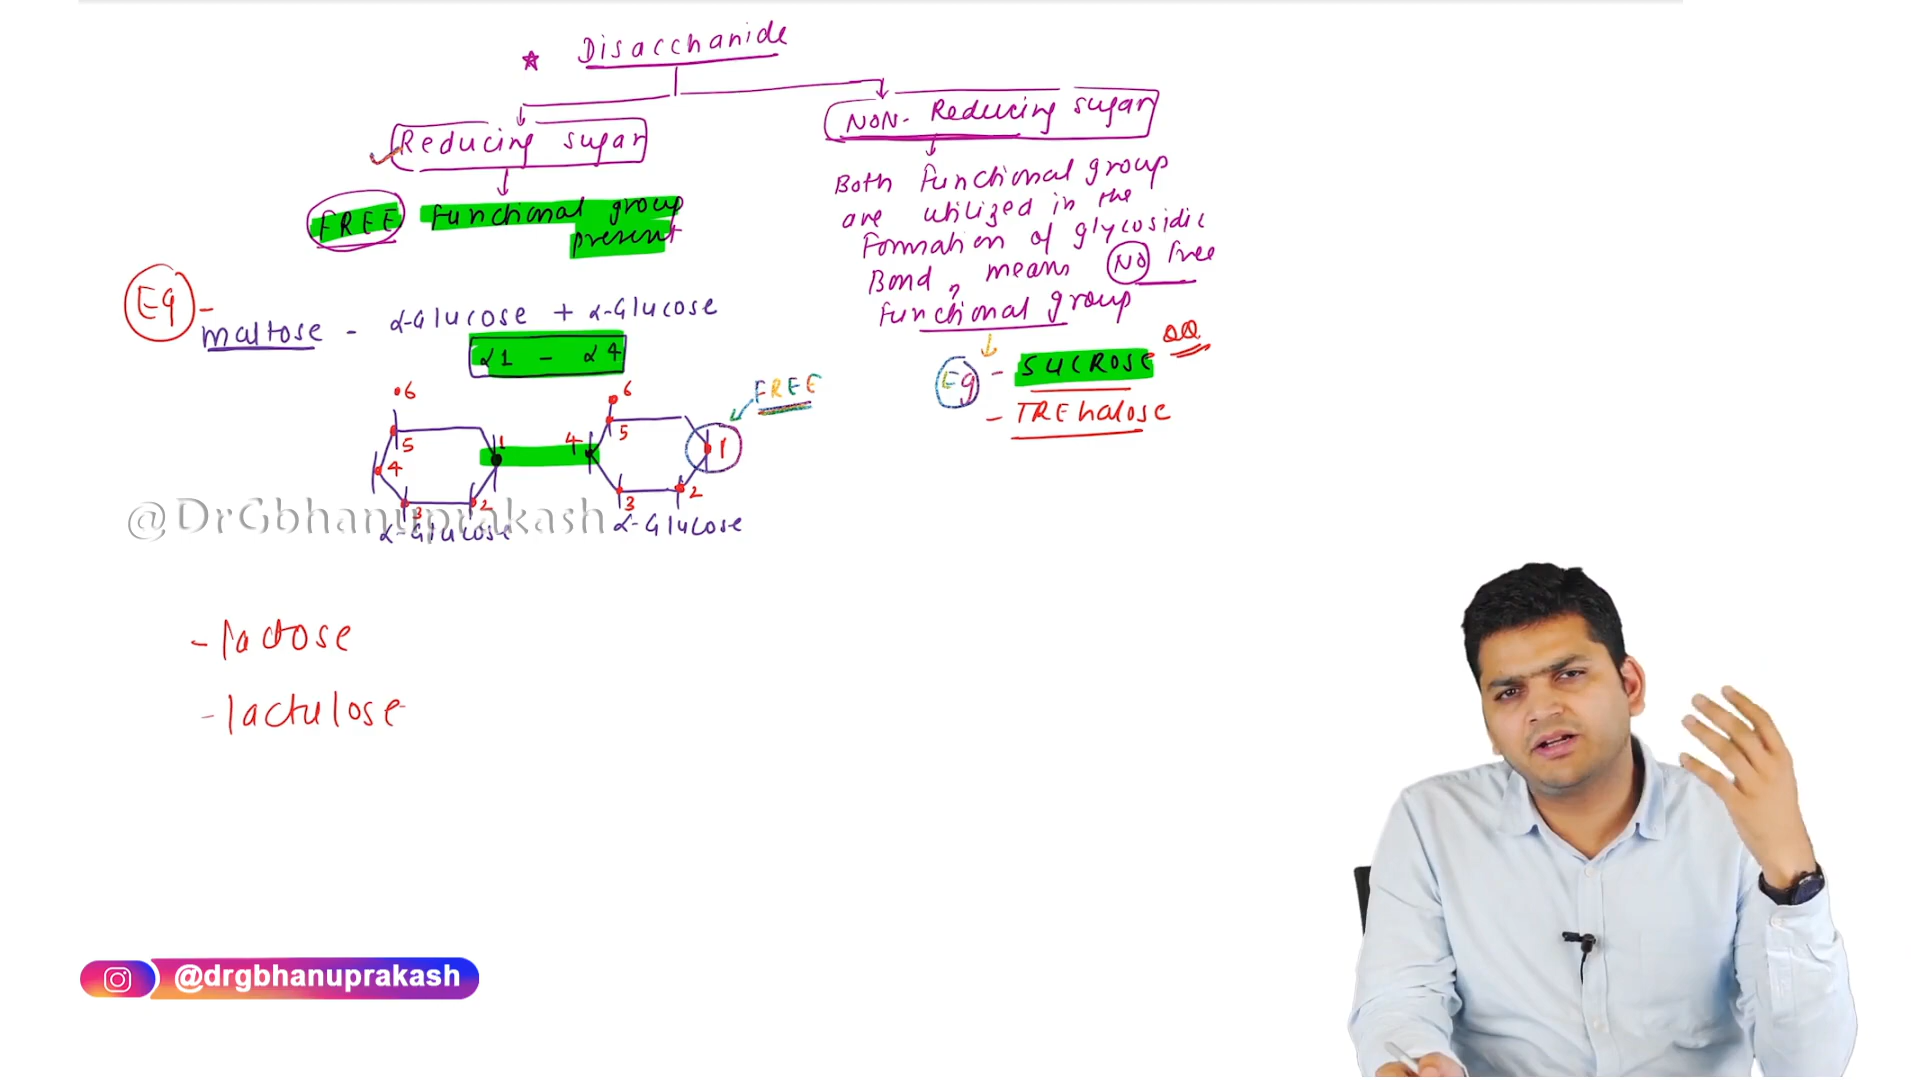 Disaccharide
Reducing sugar
NON- Reducing sugar
FREE Functional group
present
Both Functional group
are utilized in the
Formation of glycosidic
Bond, means NO free
Functional group
Eg -
maltose - α-Glucose + α-Glucose
α1 - α4
Eg - SUCROSE
- TREhalose
FREE
6 6
5 1 4 5 1
4 3 2 3 2
α-Glucose α-Glucose
@DrGbhanuprakash
- lactose
- lactulose
@drgbhanuprakash